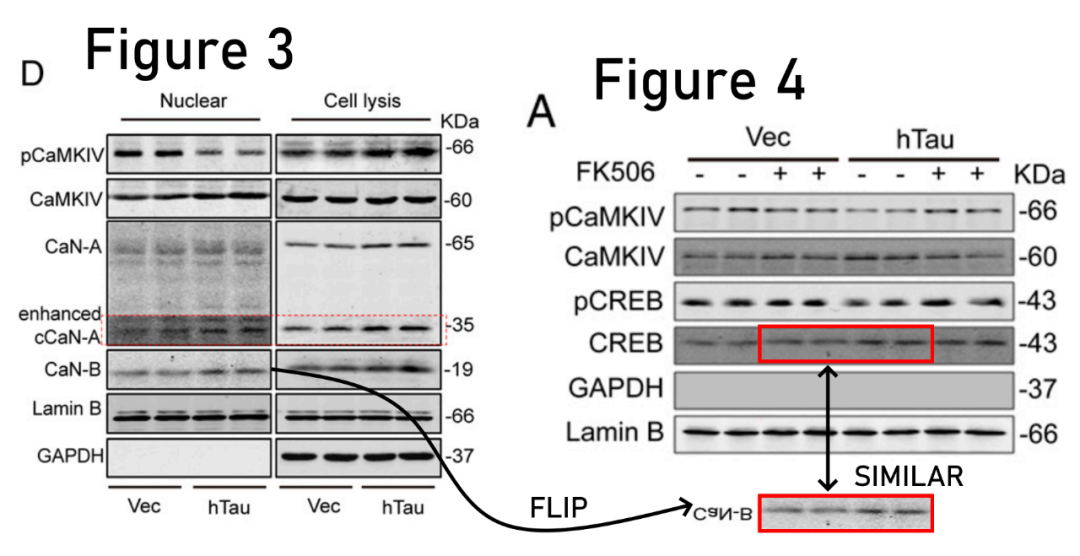 Figure 3
D
Nuclear Cell lysis
KDa
pCaMKIV -66
CaMKIV -60
CaN-A -65
enhanced
cCaN-A -35
CaN-B -19
Lamin B -66
GAPDH -37
Vec hTau Vec hTau
Figure 4
A
Vec hTau
FK506 - - + + - - + + KDa
pCaMKIV -66
CaMKIV -60
pCREB -43
CREB -43
GAPDH -37
Lamin B -66
SIMILAR
FLIP
CaN-B